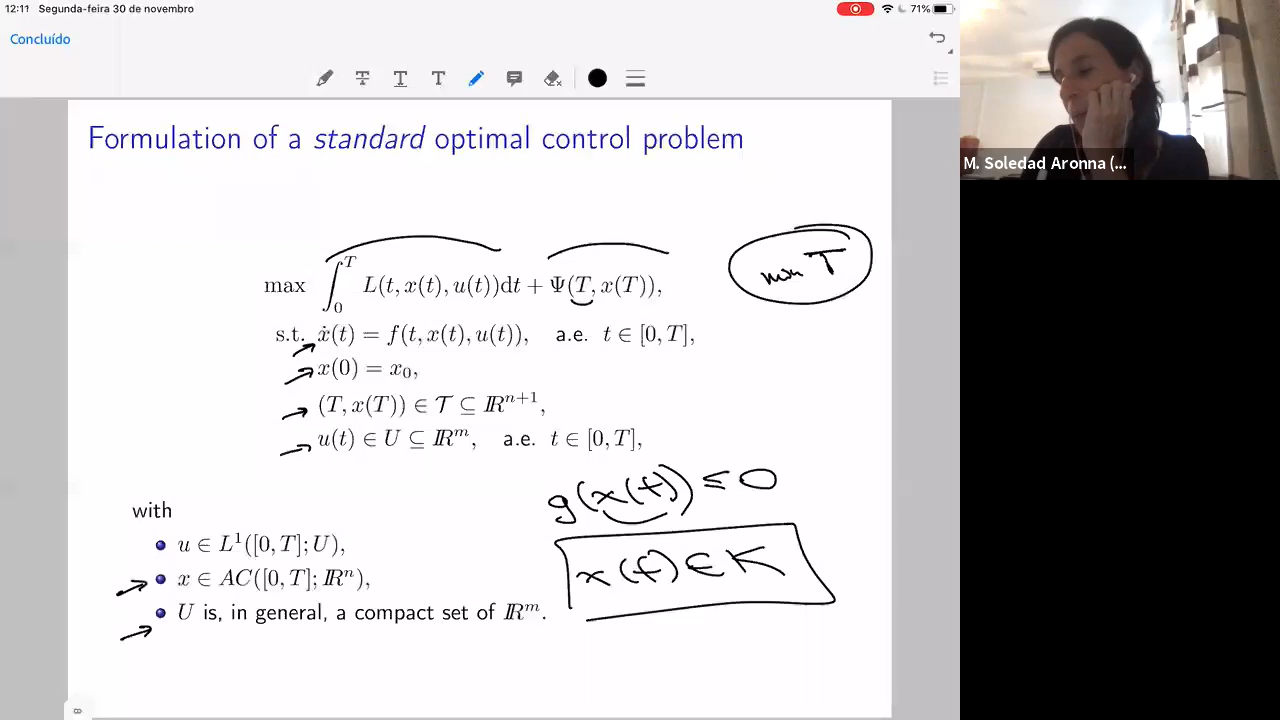 12:11 Segunda-feira 30 de novembro
71%
Concluído
T T T
M. Soledad Aronna (...
Formulation of a standard optimal control problem
max ∫₀ᵀ L(t, x(t), u(t))dt + Ψ(T, x(T)),
min T
s.t. ẋ(t) = f(t, x(t), u(t)), a.e. t ∈ [0, T],
x(0) = x₀,
(T, x(T)) ∈ 𝒯 ⊆ ℝⁿ⁺¹,
u(t) ∈ U ⊆ ℝᵐ, a.e. t ∈ [0, T],
g(x(t)) ≤ 0
with
u ∈ L¹([0, T]; U),
x(t) ∈ K
x ∈ AC([0, T]; ℝⁿ),
U is, in general, a compact set of ℝᵐ.
8